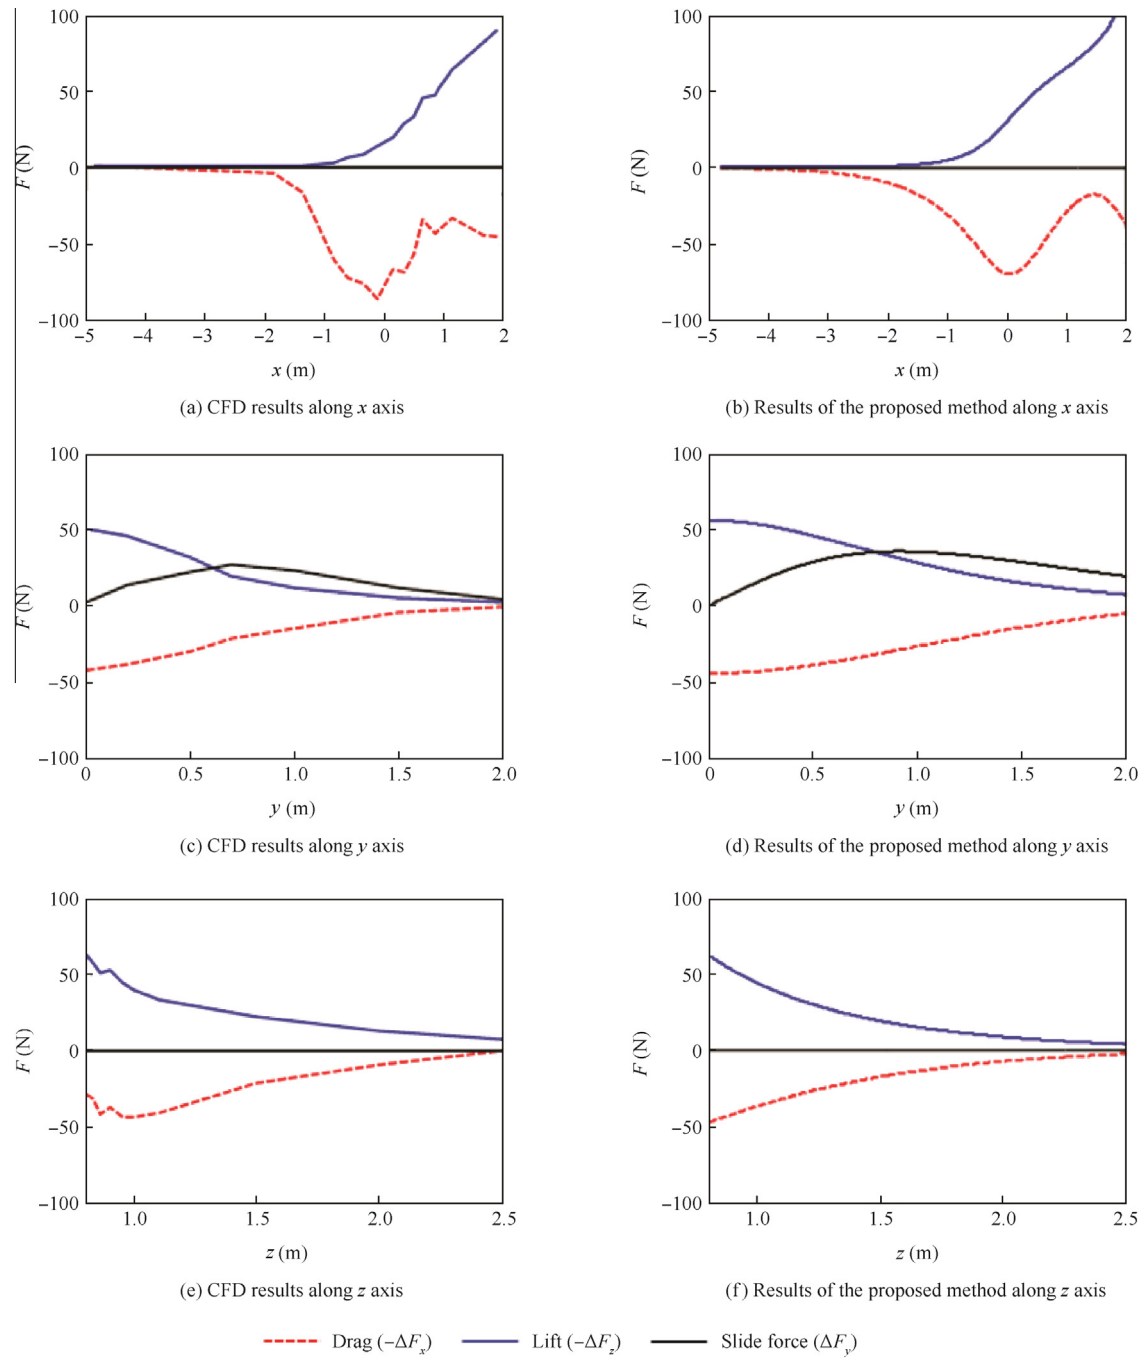 100
50
0
−50
−100
F (N)
−5 −4 −3 −2 −1 0 1 2
x (m)
(a) CFD results along x axis
100
50
0
−50
−100
F (N)
−5 −4 −3 −2 −1 0 1 2
x (m)
(b) Results of the proposed method along x axis
100
50
0
−50
−100
F (N)
0 0.5 1.0 1.5 2.0
y (m)
(c) CFD results along y axis
100
50
0
−50
−100
F (N)
0 0.5 1.0 1.5 2.0
y (m)
(d) Results of the proposed method along y axis
100
50
0
−50
−100
F (N)
1.0 1.5 2.0 2.5
z (m)
(e) CFD results along z axis
100
50
0
−50
−100
F (N)
1.0 1.5 2.0 2.5
z (m)
(f) Results of the proposed method along z axis
Drag (−ΔFx) Lift (−ΔFz) Slide force (ΔFy)